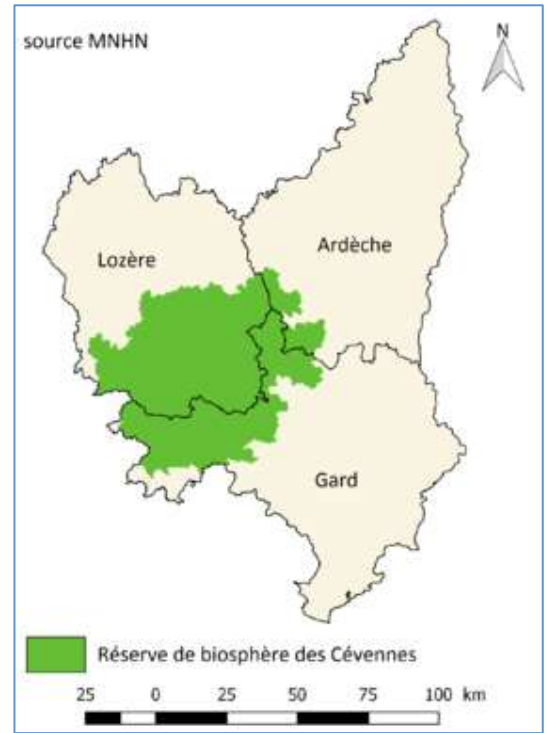 source MNHN
N
Lozère
Ardèche
Gard
Réserve de biosphère des Cévennes
25 0 25 50 75 100 km